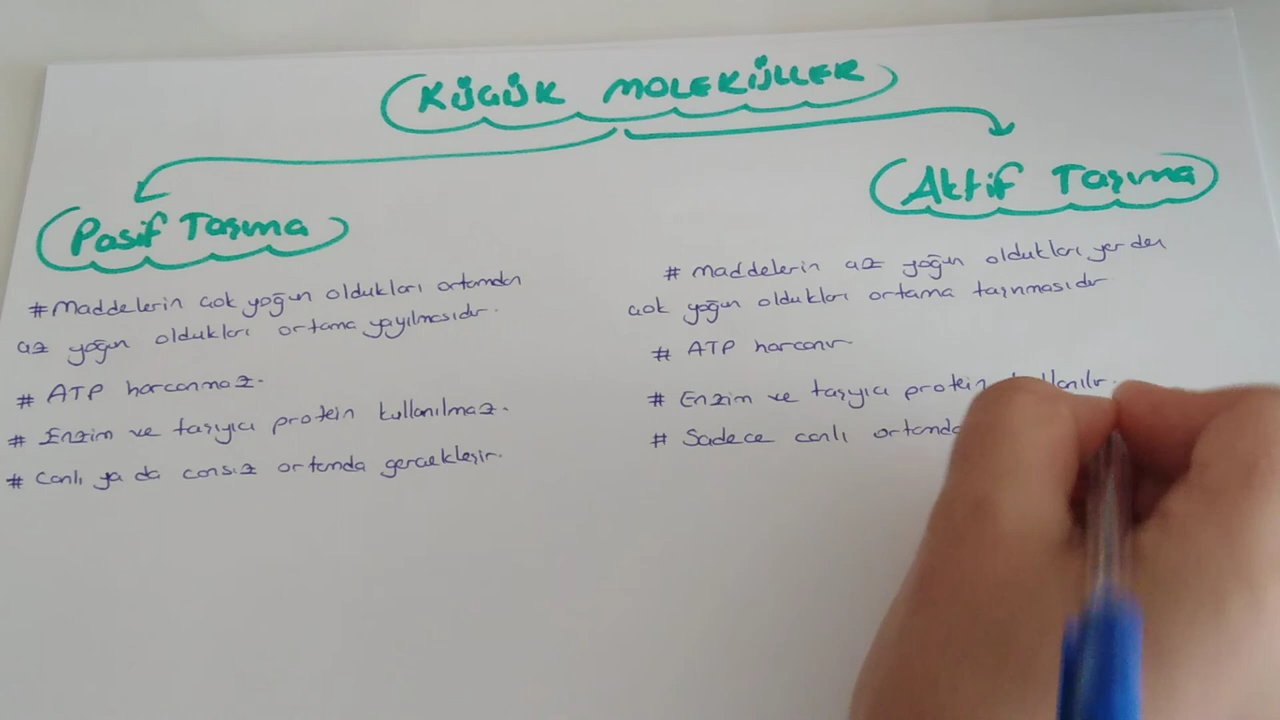 KÜÇÜK MOLEKÜLLER
Pasif Taşıma
# Maddelerin çok yoğun oldukları ortamdan
az yoğun oldukları ortama yayılmasıdır.
# ATP harcanmaz.
# Enzim ve taşıyıcı protein kullanılmaz.
# Canlı ya da cansız ortamda gerçekleşir.
Aktif Taşıma
# Maddelerin az yoğun oldukları yerden
çok yoğun oldukları ortama taşınmasıdır
# ATP harcanır
# Enzim ve taşıyıcı protein
# Sadece canlı ortamda